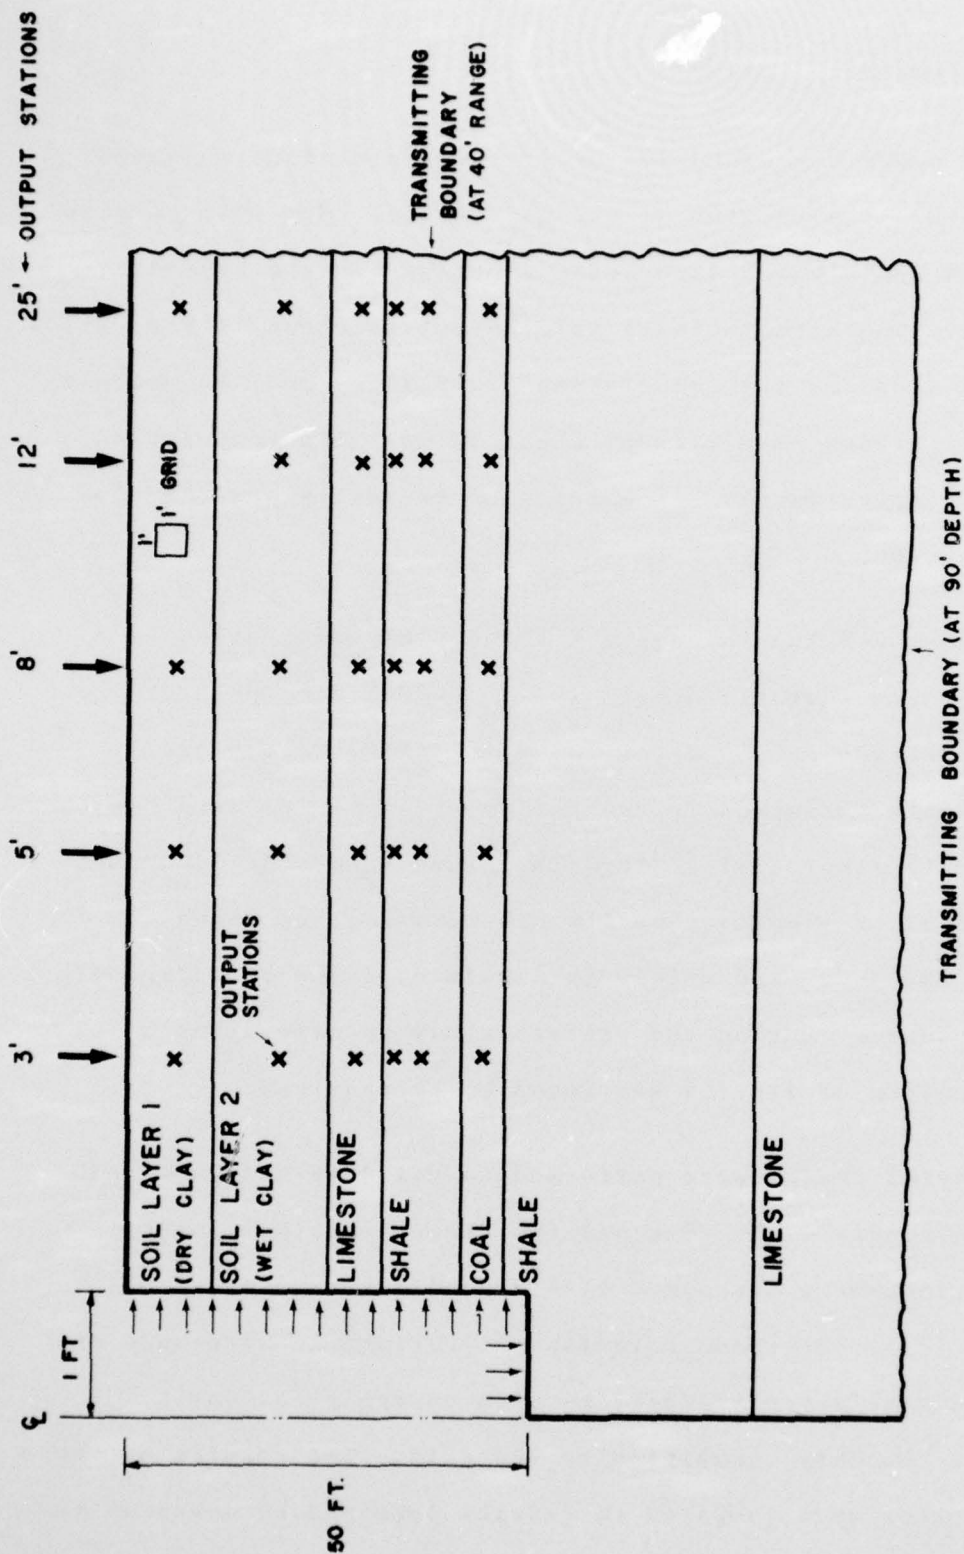 3' 5' 8' 12' 25' ← OUTPUT STATIONS
℄
1 FT
50 FT.
SOIL LAYER 1
(DRY CLAY)
1'
1' GRID
SOIL LAYER 2
(WET CLAY)
OUTPUT
STATIONS
LIMESTONE
SHALE
COAL
SHALE
LIMESTONE
TRANSMITTING
BOUNDARY
(AT 40' RANGE)
TRANSMITTING BOUNDARY (AT 90' DEPTH)